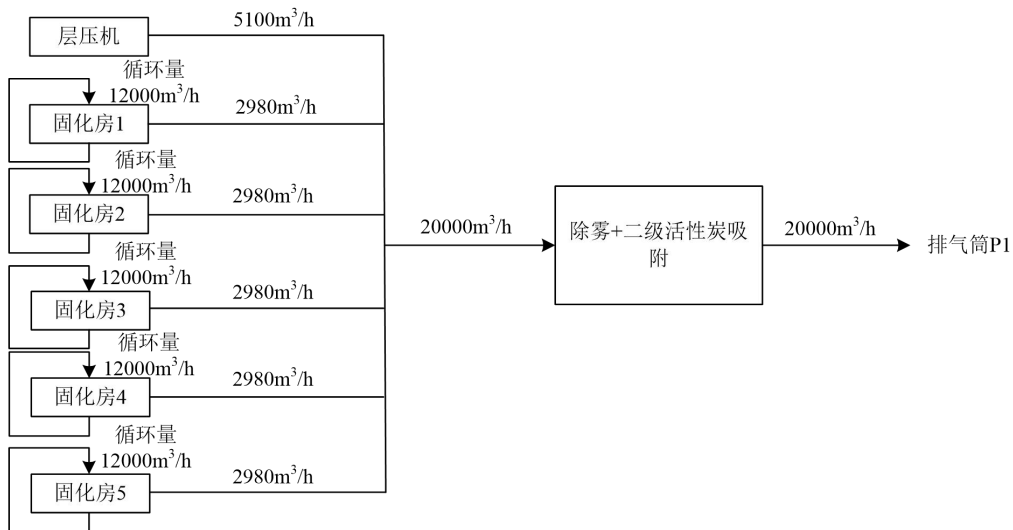 层压机
5100m³/h
循环量
12000m³/h
固化房1
2980m³/h
循环量
12000m³/h
固化房2
2980m³/h
循环量
12000m³/h
固化房3
2980m³/h
循环量
12000m³/h
固化房4
2980m³/h
循环量
12000m³/h
固化房5
2980m³/h
20000m³/h
除雾+二级活性炭吸
附
20000m³/h
排气筒P1